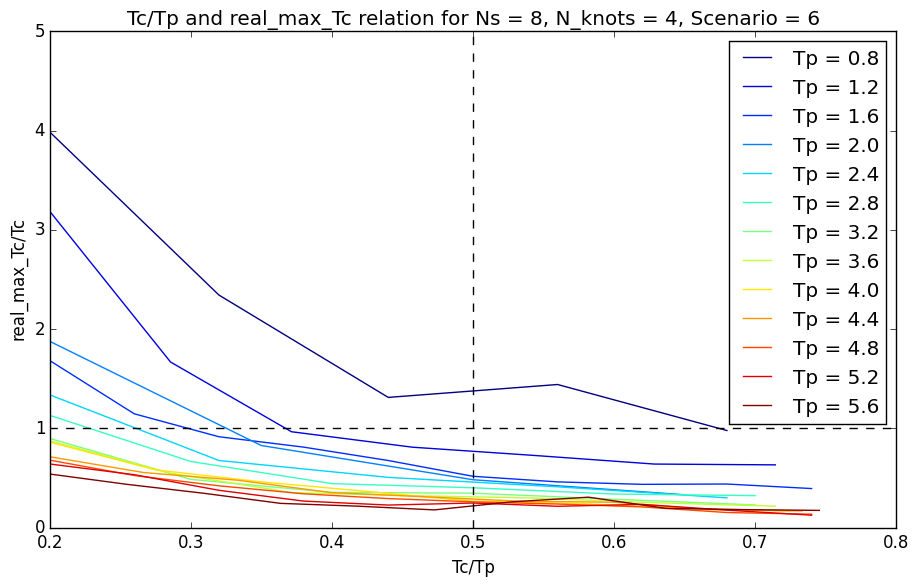 Tc/Tp and real_max_Tc relation for Ns = 8, N_knots = 4, Scenario = 6
5
4
3
2
1
0
real_max_Tc/Tc
Tp = 0.8
Tp = 1.2
Tp = 1.6
Tp = 2.0
Tp = 2.4
Tp = 2.8
Tp = 3.2
Tp = 3.6
Tp = 4.0
Tp = 4.4
Tp = 4.8
Tp = 5.2
Tp = 5.6
0.2 0.3 0.4 0.5 0.6 0.7 0.8
Tc/Tp